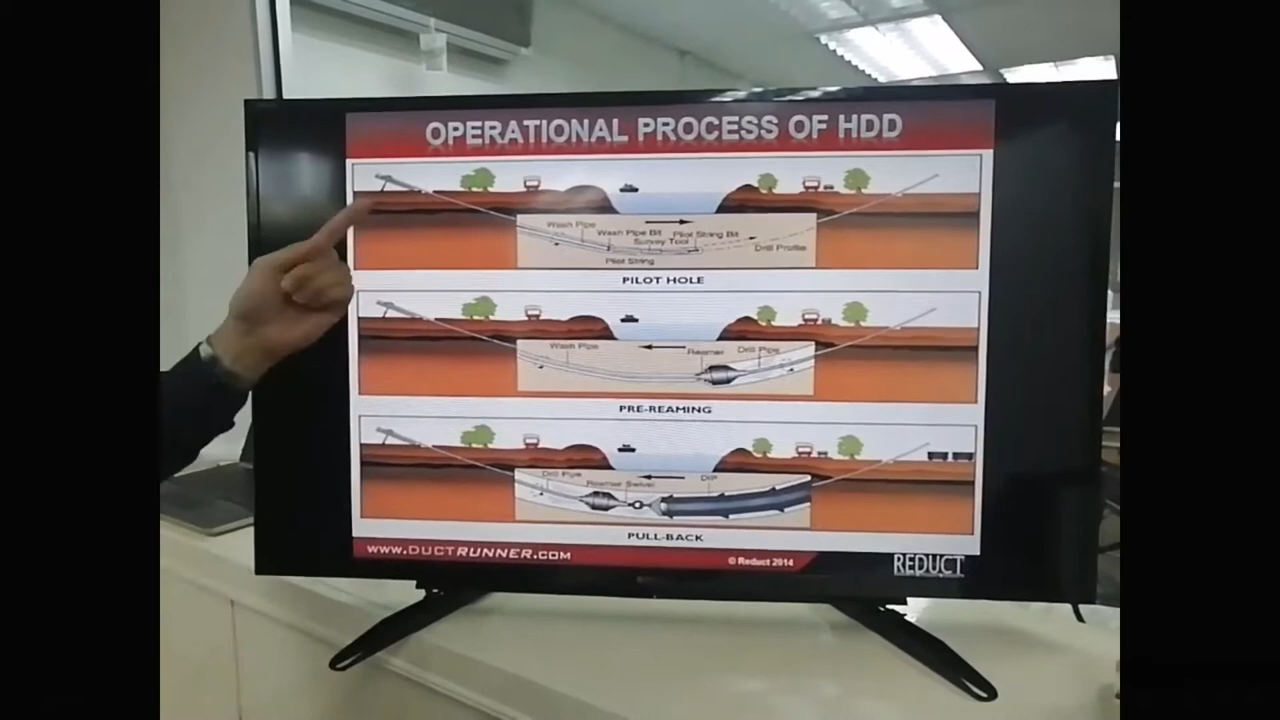 OPERATIONAL PROCESS OF HDD
Wash Pipe
Wash Pipe Bit
Pilot String Bit
Survey Tool
Drill Profile
Pilot String
PILOT HOLE
Wash Pipe
Reamer
Drill Pipe
PRE-REAMING
Drill Pipe
Reamer Swivel
DIP
PULL-BACK
WWW.DUCTRUNNER.COM
© Reduct 2014
REDUCT